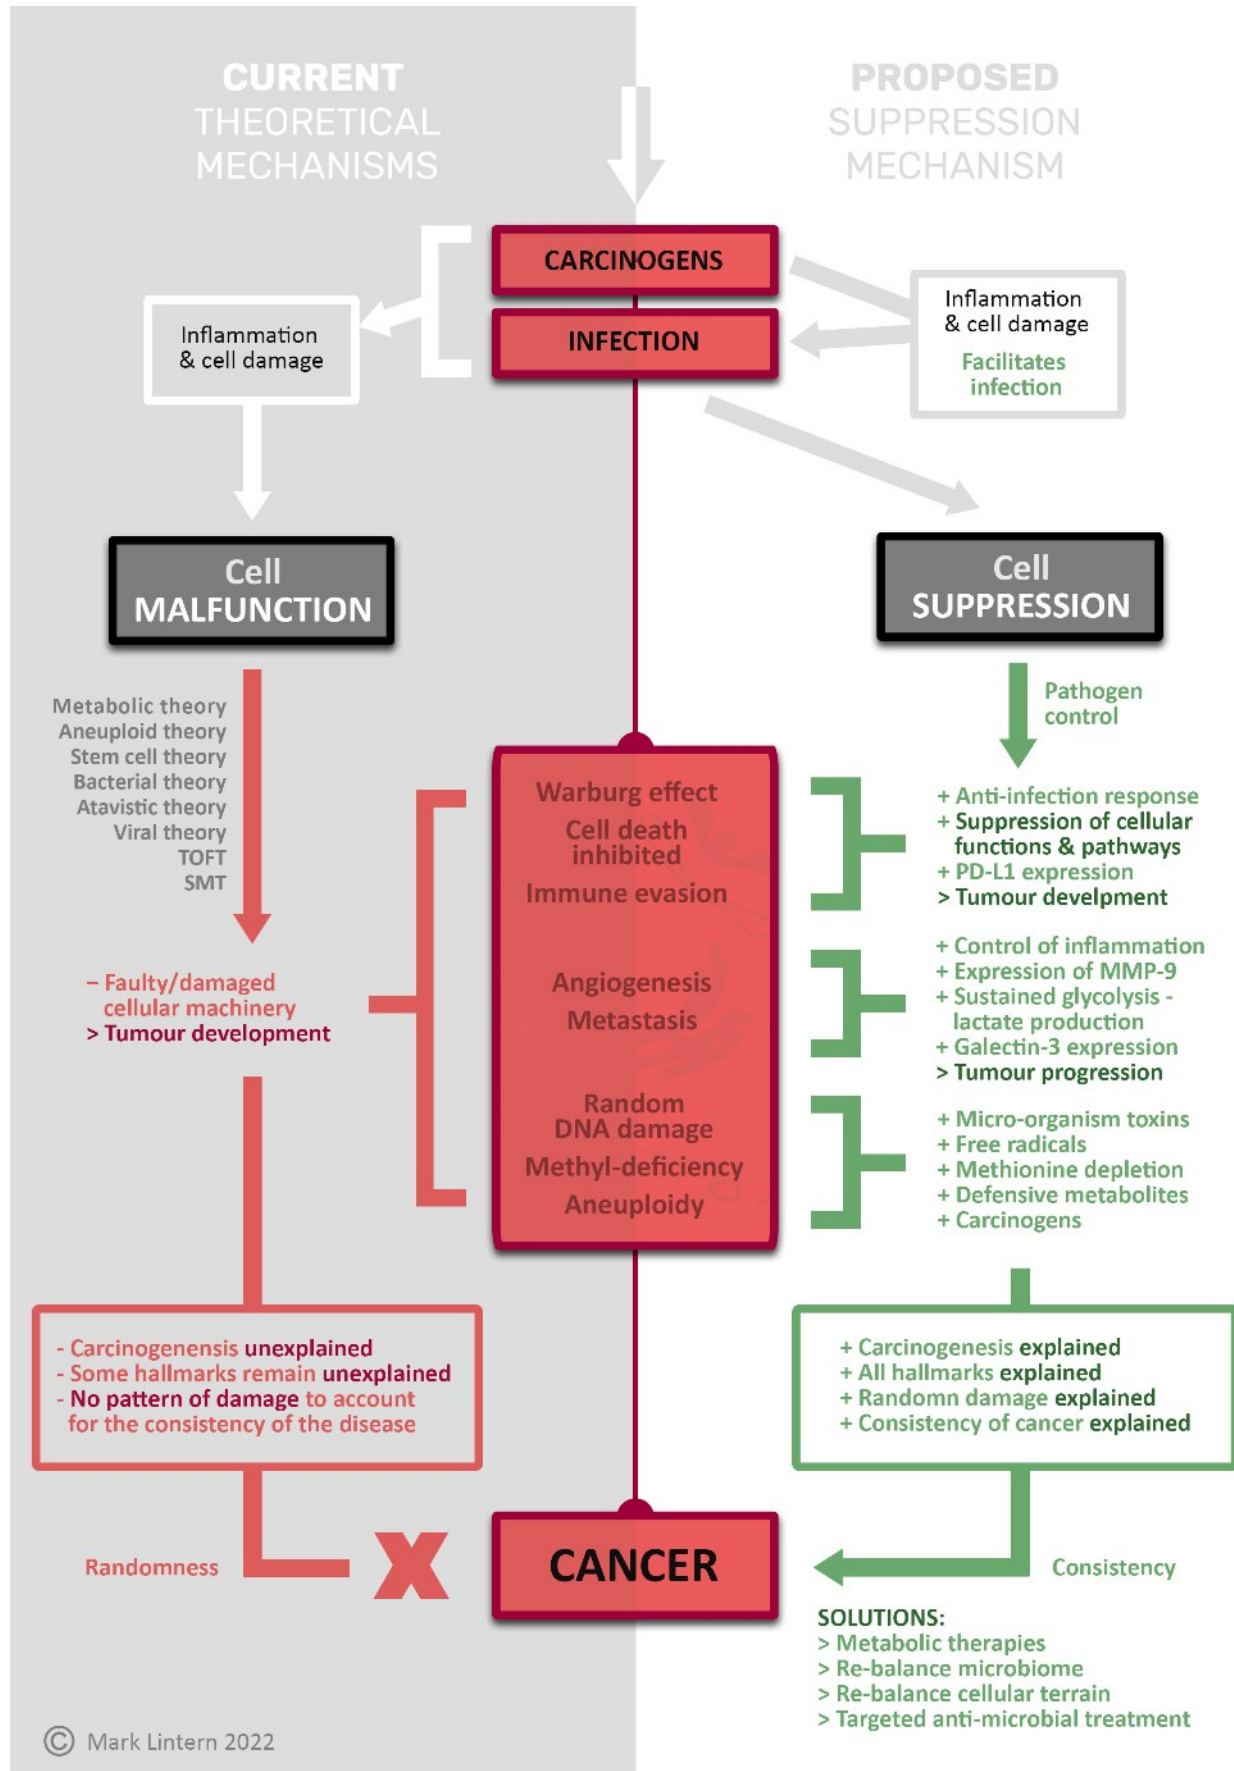 CURRENT
THEORETICAL
MECHANISMS
PROPOSED
SUPPRESSION
MECHANISM
CARCINOGENS
INFECTION
Inflammation
& cell damage
Inflammation
& cell damage
Facilitates
infection
Cell
MALFUNCTION
Cell
SUPPRESSION
Metabolic theory
Aneuploid theory
Stem cell theory
Bacterial theory
Atavistic theory
Viral theory
TOFT
SMT
Pathogen
control
– Faulty/damaged
cellular machinery
> Tumour development
Warburg effect
Cell death
inhibited
Immune evasion
Angiogenesis
Metastasis
Random
DNA damage
Methyl-deficiency
Aneuploidy
+ Anti-infection response
+ Suppression of cellular
functions & pathways
+ PD-L1 expression
> Tumour develpment
+ Control of inflammation
+ Expression of MMP-9
+ Sustained glycolysis -
lactate production
+ Galectin-3 expression
> Tumour progression
+ Micro-organism toxins
+ Free radicals
+ Methionine depletion
+ Defensive metabolites
+ Carcinogens
- Carcinogenensis unexplained
- Some hallmarks remain unexplained
- No pattern of damage to account
for the consistency of the disease
+ Carcinogenesis explained
+ All hallmarks explained
+ Randomn damage explained
+ Consistency of cancer explained
Randomness
X
CANCER
Consistency
SOLUTIONS:
> Metabolic therapies
> Re-balance microbiome
> Re-balance cellular terrain
> Targeted anti-microbial treatment
© Mark Lintern 2022